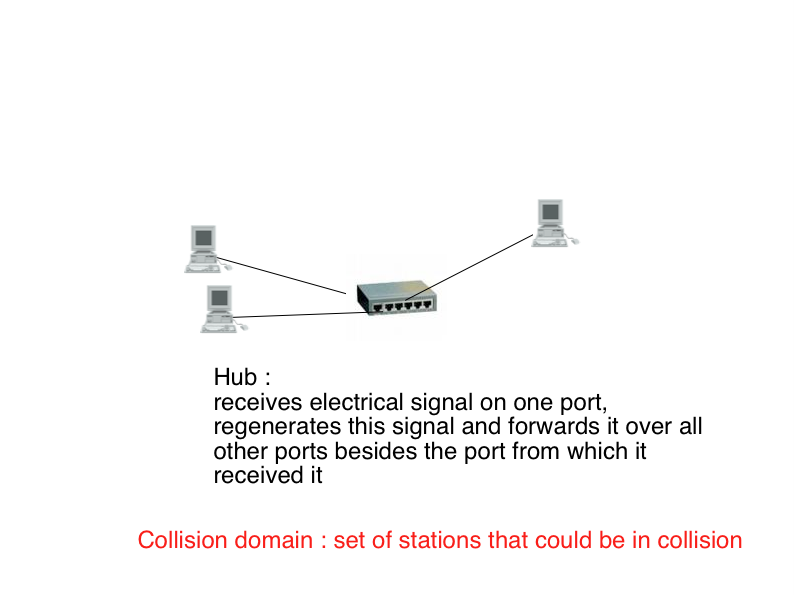 Hub :
receives electrical signal on one port,
regenerates this signal and forwards it over all
other ports besides the port from which it
received it
Collision domain : set of stations that could be in collision